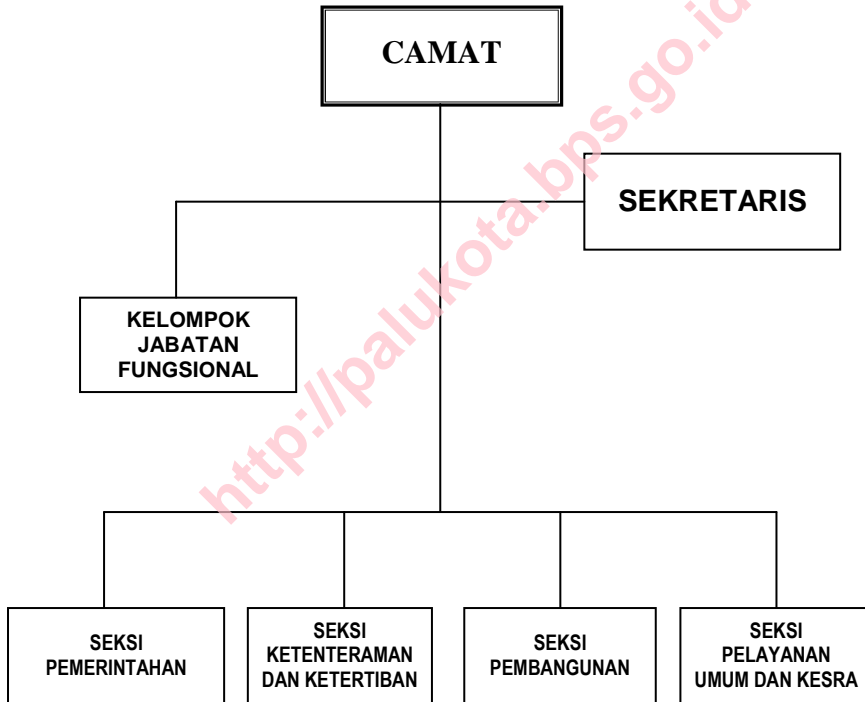 CAMAT
SEKRETARIS
KELOMPOK
JABATAN
FUNGSIONAL
http://palukota.bps.go.id
SEKSI
PEMERINTAHAN
SEKSI
KETENTERAMAN
DAN KETERTIBAN
SEKSI
PEMBANGUNAN
SEKSI
PELAYANAN
UMUM DAN KESRA